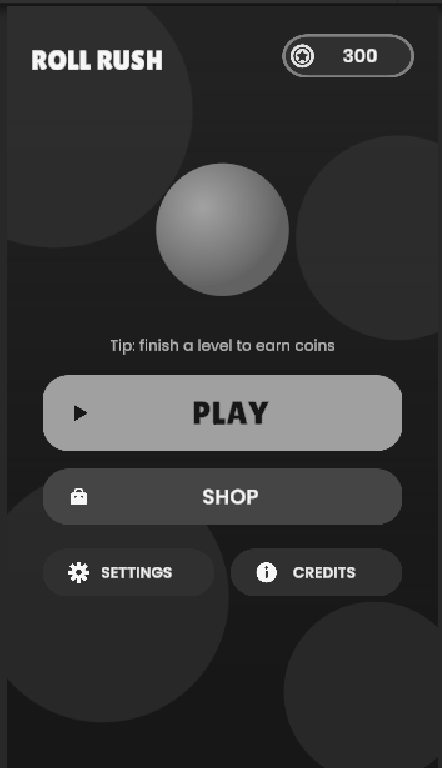 ROLL RUSH
300
Tip: finish a level to earn coins
PLAY
SHOP
SETTINGS
CREDITS